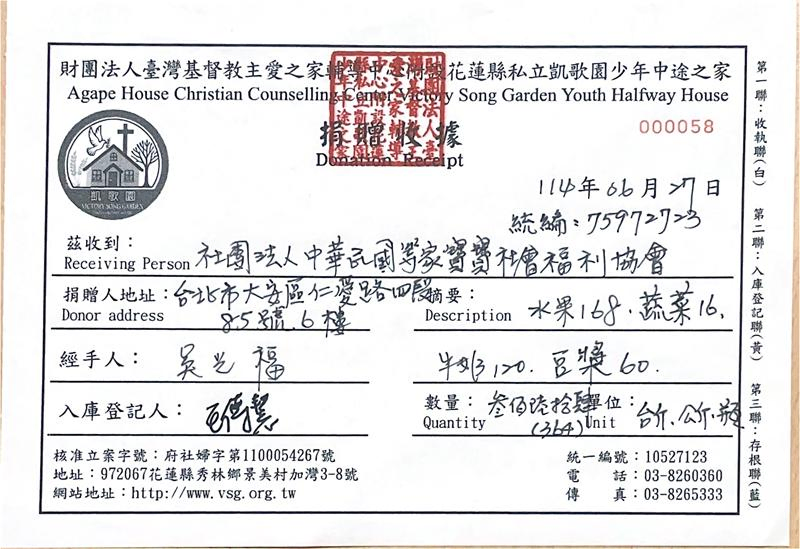 財團法人臺灣基督教主愛之家輔導中心附設花蓮縣私立凱歌園少年中途之家
Agape House Christian Counselling Center Victory Song Garden Youth Halfway House
捐贈收據
Donation Receipt
000058
凱歌園
VICTORY SONG GARDEN
114年06月27日
統編:75972723
茲收到:
Receiving Person
社團法人中華民國等家寶寶社會福利協會
捐贈人地址:台北市大安區仁愛路四段
Donor address 85號6樓
摘要:
Description 水果168.蔬菜16.
經手人:吳光福
牛奶120.豆漿60.
入庫登記人:
數量:叁佰陸拾肆
Quantity (364)
單位:
Unit 台斤.公斤.瓶
核准立案字號:府社婦字第1100054267號
地址:972067花蓮縣秀林鄉景美村加灣3-8號
網站地址:http://www.vsg.org.tw
統一編號:10527123
電 話:03-8260360
傳 真:03-8265333
第一聯:收執聯(白)
第二聯:入庫登記聯(黃)
第三聯:存根聯(藍)